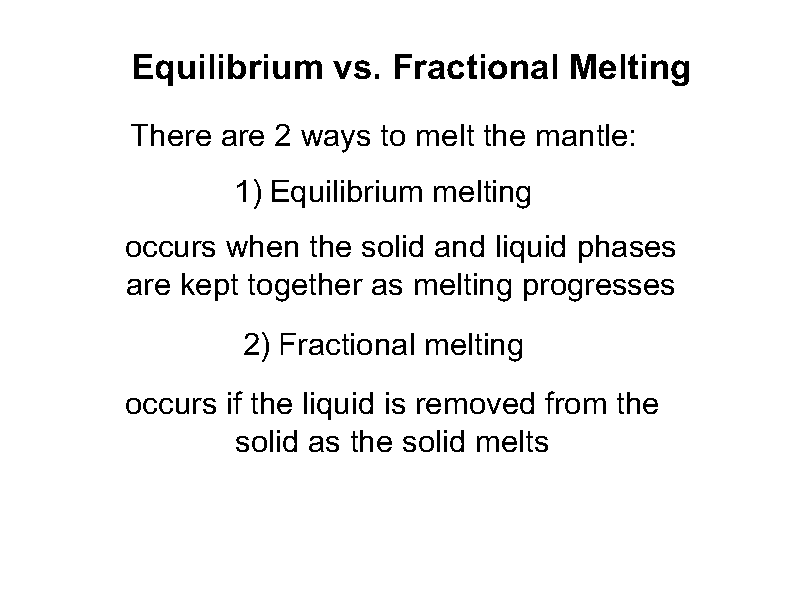 Equilibrium vs. Fractional Melting
There are 2 ways to melt the mantle:
1) Equilibrium melting
occurs when the solid and liquid phases
are kept together as melting progresses
2) Fractional melting
occurs if the liquid is removed from the
solid as the solid melts